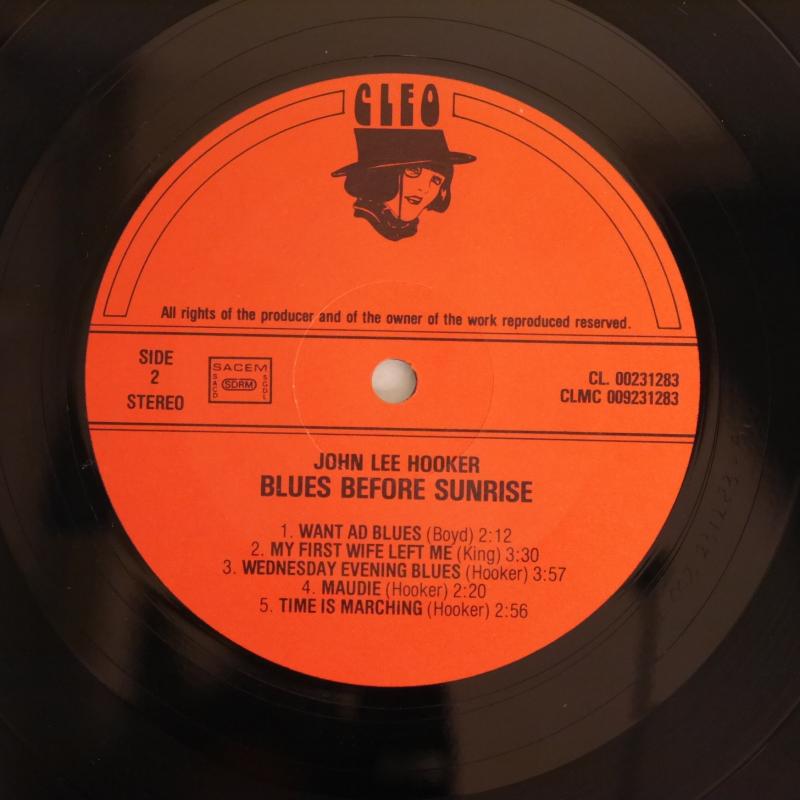 CLEO
All rights of the producer and of the owner of the work reproduced reserved.
SIDE
2
STEREO
SACEM
SACD
SDRM
SGDL
CL. 00231283
CLMC 009231283
JOHN LEE HOOKER
BLUES BEFORE SUNRISE
1. WANT AD BLUES (Boyd) 2:12
2. MY FIRST WIFE LEFT ME (King) 3:30
3. WEDNESDAY EVENING BLUES (Hooker) 3:57
4. MAUDIE (Hooker) 2:20
5. TIME IS MARCHING (Hooker) 2:56